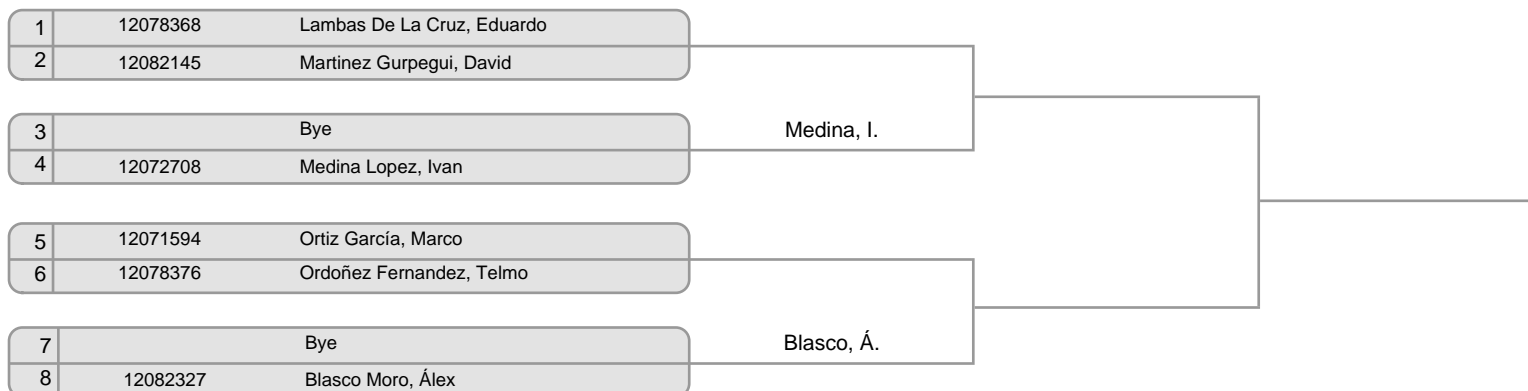 1 12078368 Lambas De La Cruz, Eduardo
2 12082145 Martinez Gurpegui, David
3 Bye
Medina, I.
4 12072708 Medina Lopez, Ivan
5 12071594 Ortiz García, Marco
6 12078376 Ordoñez Fernandez, Telmo
7 Bye
Blasco, Á.
8 12082327 Blasco Moro, Álex